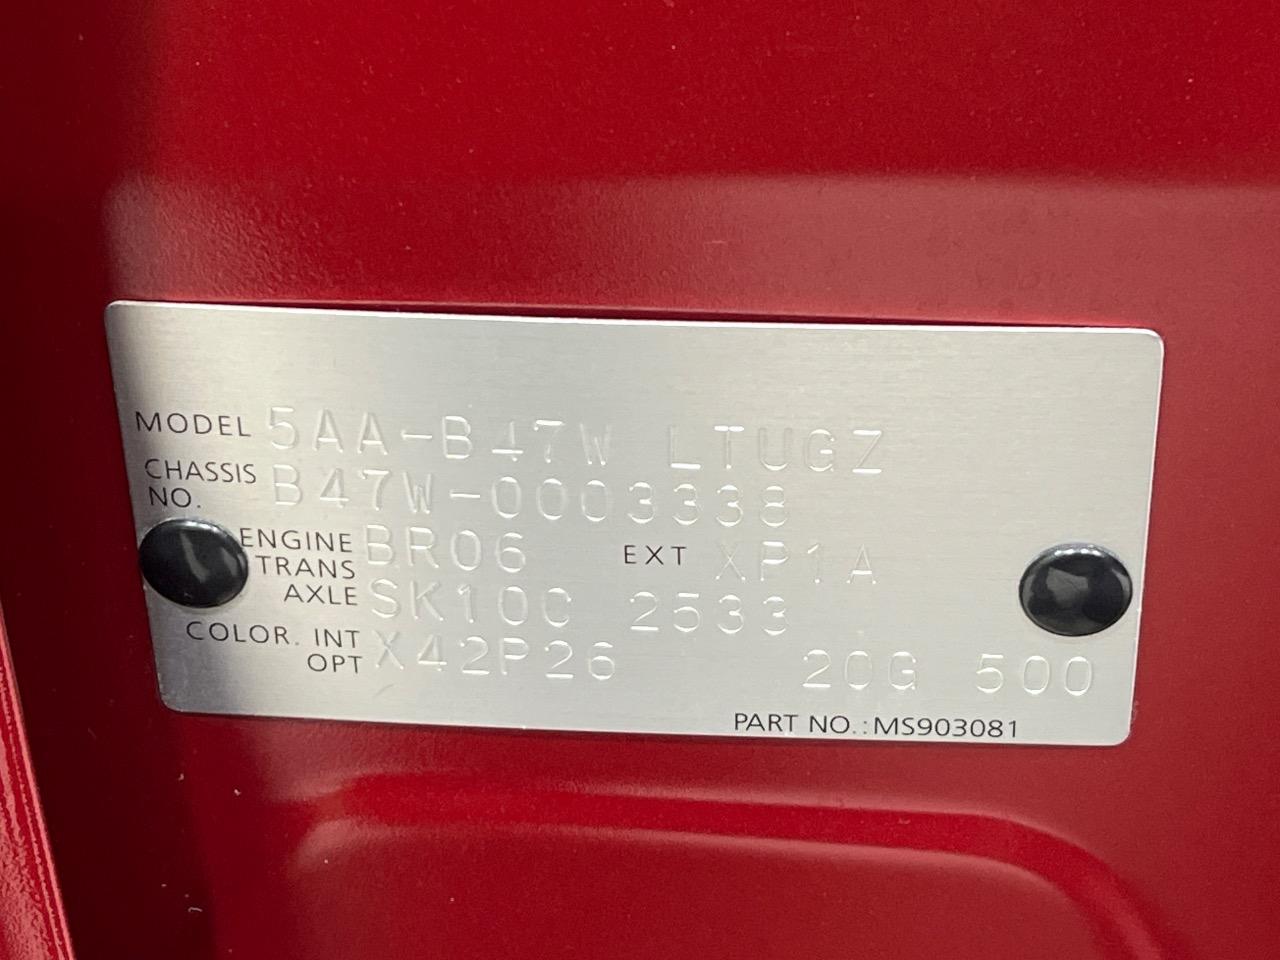 MODEL 5AA-B47W LTUGZ
CHASSIS NO. B47W-0003338
ENGINE BR06 EXT XP1A
TRANS AXLE SK10C 2533
COLOR. INT OPT X42P26 20G 500
PART NO.:MS903081